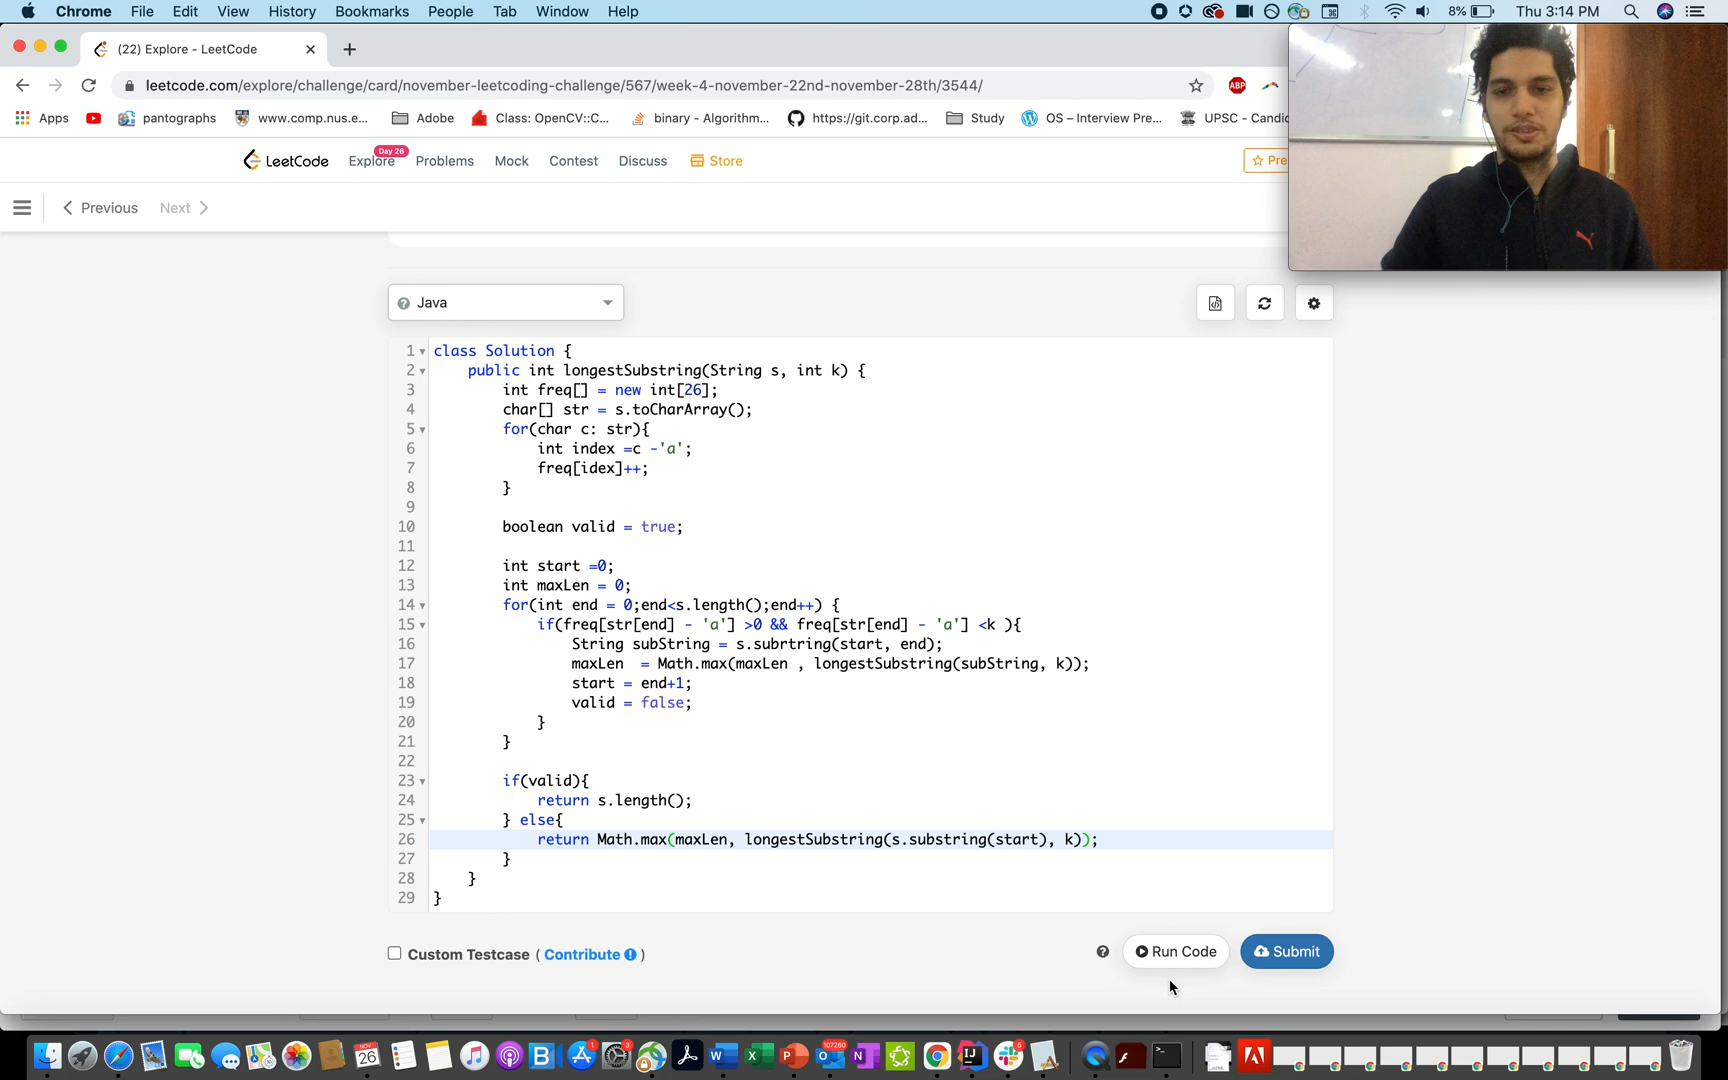 Chrome File Edit View History Bookmarks People Tab Window Help 8% Thu 3:14 PM
(22) Explore - LeetCode
leetcode.com/explore/challenge/card/november-leetcoding-challenge/567/week-4-november-22nd-november-28th/3544/
ABP
Apps pantographs www.comp.nus.e... Adobe Class: OpenCV::C... binary - Algorithm... https://git.corp.ad... Study OS – Interview Pre... UPSC - Candic
Day 26
LeetCode Explore Problems Mock Contest Discuss Store Pre
Previous Next
Java
1 class Solution {
2 public int longestSubstring(String s, int k) {
3 int freq[] = new int[26];
4 char[] str = s.toCharArray();
5 for(char c: str){
6 int index =c -'a';
7 freq[idex]++;
8 }
9
10 boolean valid = true;
11
12 int start =0;
13 int maxLen = 0;
14 for(int end = 0;end<s.length();end++) {
15 if(freq[str[end] - 'a'] >0 && freq[str[end] - 'a'] <k ){
16 String subString = s.subrtring(start, end);
17 maxLen  = Math.max(maxLen , longestSubstring(subString, k));
18 start = end+1;
19 valid = false;
20 }
21 }
22
23 if(valid){
24 return s.length();
25 } else{
26 return Math.max(maxLen, longestSubstring(s.substring(start), k));
27 }
28 }
29 }
Custom Testcase ( Contribute )
Run Code Submit
NOV
26
107260